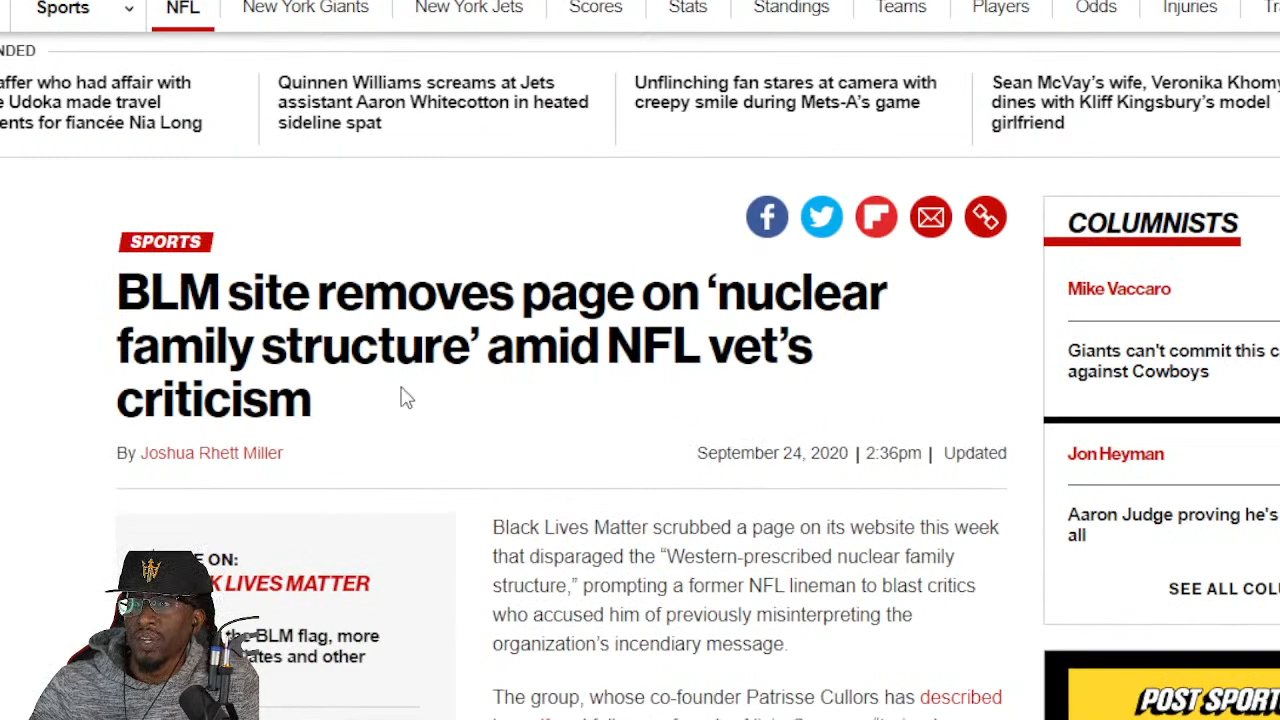 Sports
NFL
New York Giants
New York Jets
Scores
Stats
Standings
Teams
Players
Odds
Injuries
NDED
affer who had affair with
Udoka made travel
ents for fiancée Nia Long
Quinnen Williams screams at Jets
assistant Aaron Whitecotton in heated
sideline spat
Unflinching fan stares at camera with
creepy smile during Mets-A's game
Sean McVay's wife, Veronika Khomy
dines with Kliff Kingsbury's model
girlfriend
SPORTS
BLM site removes page on ‘nuclear
family structure’ amid NFL vet’s
criticism
By Joshua Rhett Miller
September 24, 2020 | 2:36pm | Updated
E ON:
K LIVES MATTER
the BLM flag, more
ates and other
Black Lives Matter scrubbed a page on its website this week
that disparaged the “Western-prescribed nuclear family
structure,” prompting a former NFL lineman to blast critics
who accused him of previously misinterpreting the
organization’s incendiary message.
The group, whose co-founder Patrisse Cullors has described
COLUMNISTS
Mike Vaccaro
Giants can't commit this c
against Cowboys
Jon Heyman
Aaron Judge proving he's
all
SEE ALL COLU
POST SPORT